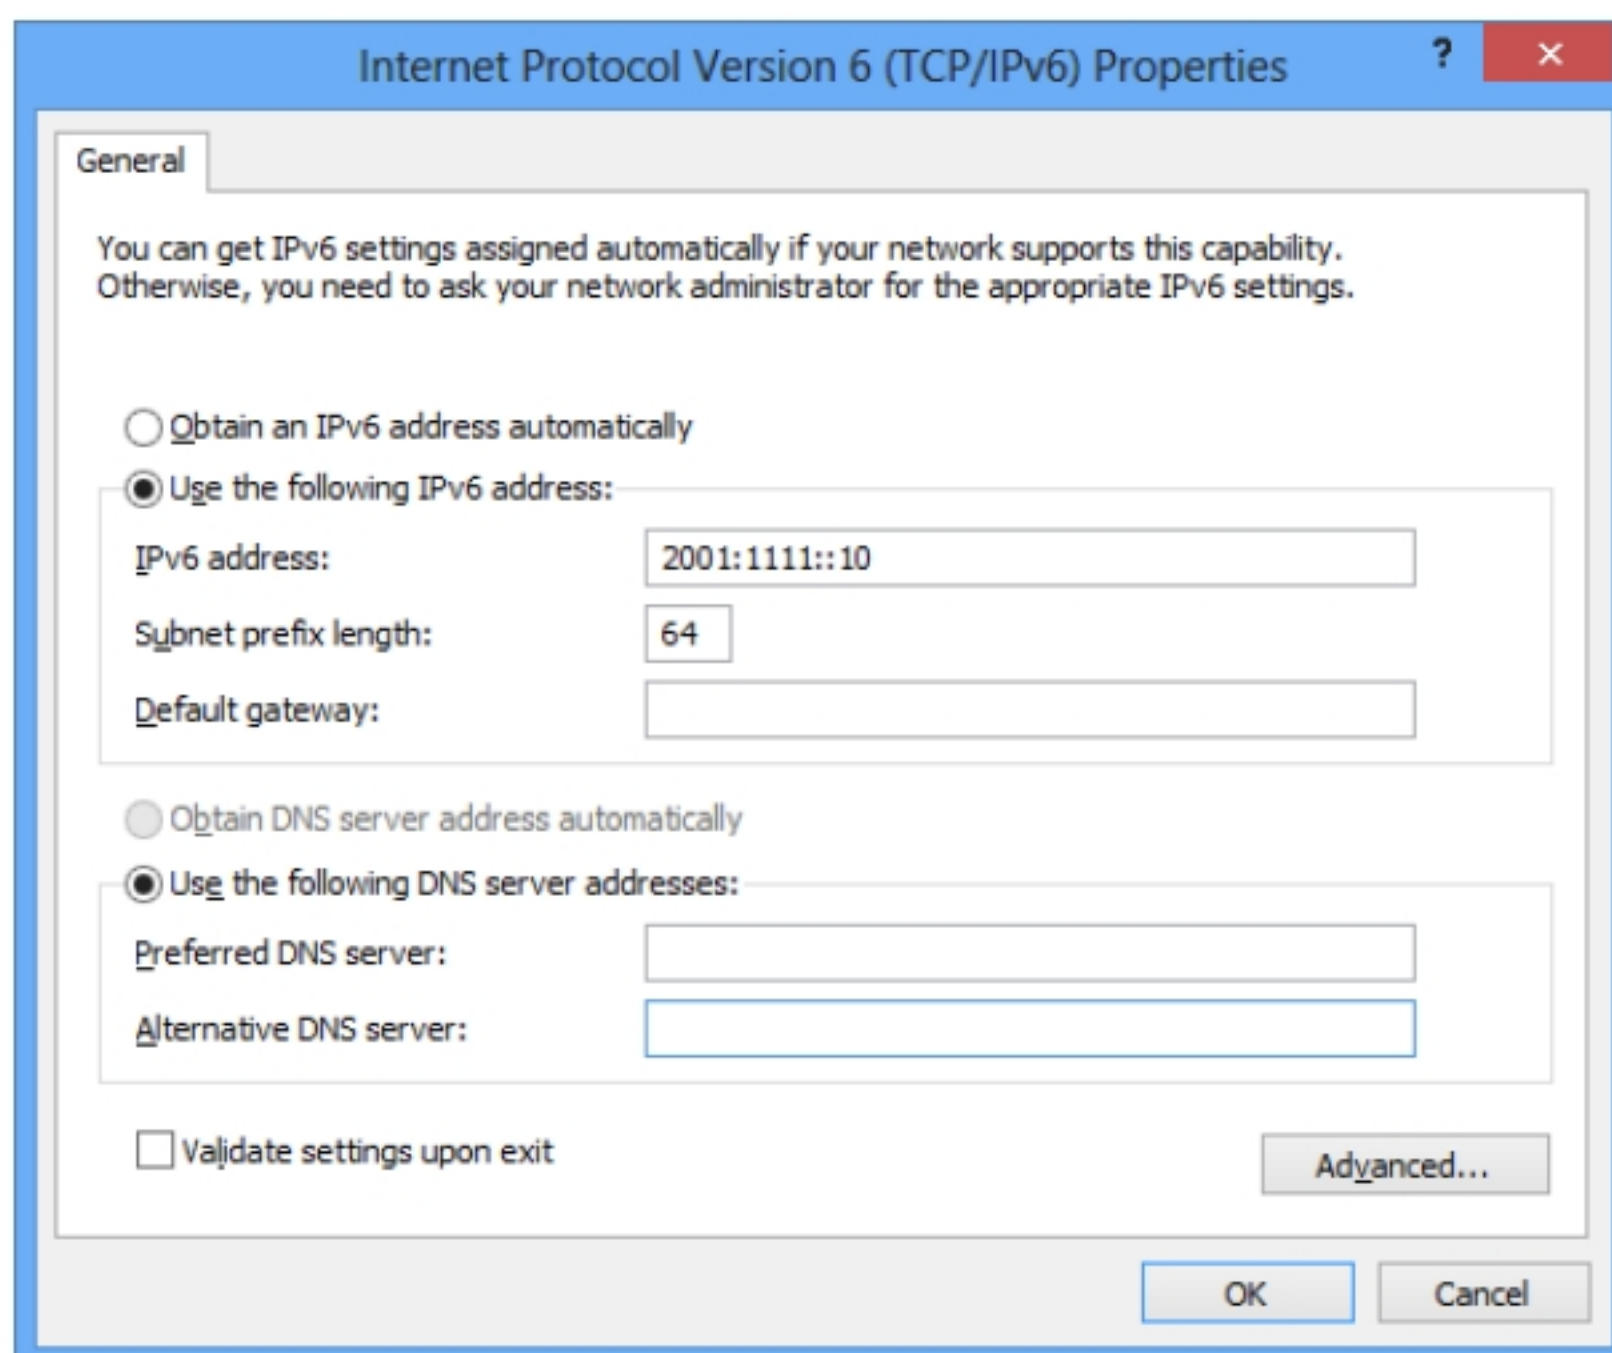 Internet Protocol Version 6 (TCP/IPv6) Properties ?
General
You can get IPv6 settings assigned automatically if your network supports this capability.
Otherwise, you need to ask your network administrator for the appropriate IPv6 settings.
Obtain an IPv6 address automatically
Use the following IPv6 address:
IPv6 address: 2001:1111::10
Subnet prefix length: 64
Default gateway:
Obtain DNS server address automatically
Use the following DNS server addresses:
Preferred DNS server:
Alternative DNS server:
Validate settings upon exit
Advanced...
OK Cancel